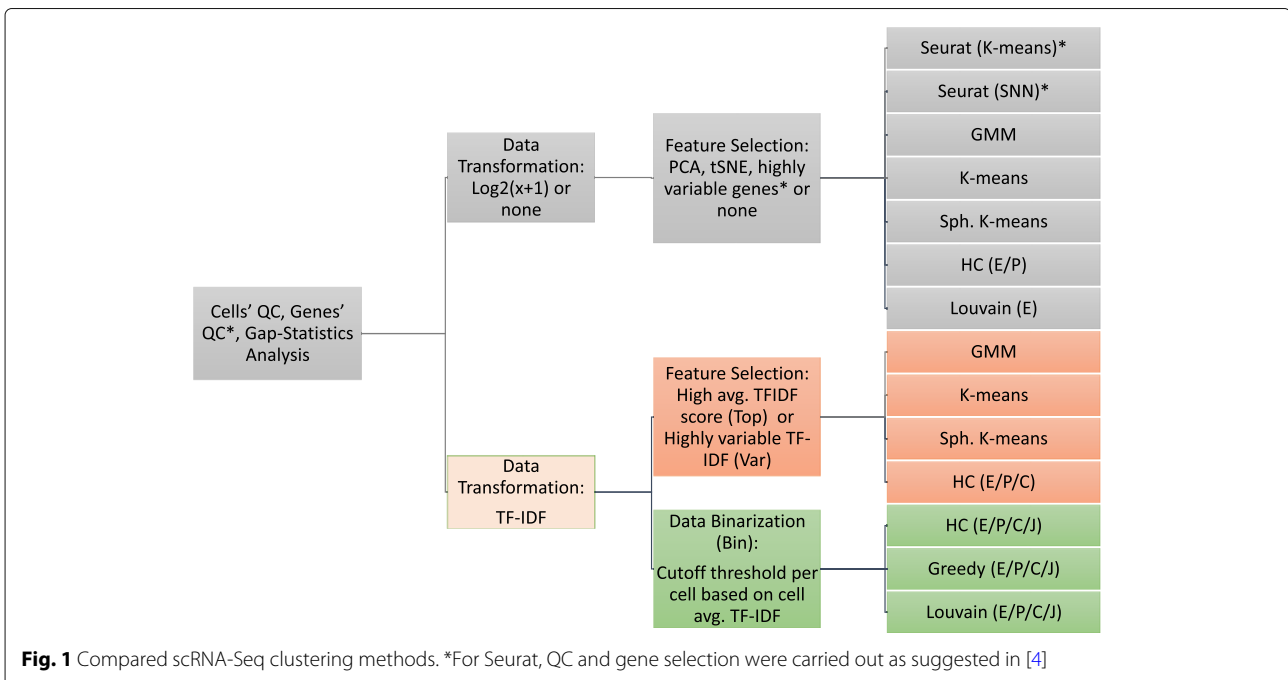 Cells’ QC, Genes’
QC*, Gap-Statistics
Analysis
Data
Transformation:
Log2(x+1) or
none
Feature Selection:
PCA, tSNE, highly
variable genes* or
none
Seurat (K-means)*
Seurat (SNN)*
GMM
K-means
Sph. K-means
HC (E/P)
Louvain (E)
Data
Transformation:
TF-IDF
Feature Selection:
High avg. TFIDF
score (Top) or
Highly variable TF-
IDF (Var)
GMM
K-means
Sph. K-means
HC (E/P/C)
Data Binarization
(Bin):
Cutoff threshold per
cell based on cell
avg. TF-IDF
HC (E/P/C/J)
Greedy (E/P/C/J)
Louvain (E/P/C/J)
Fig. 1 Compared scRNA-Seq clustering methods. *For Seurat, QC and gene selection were carried out as suggested in [4]